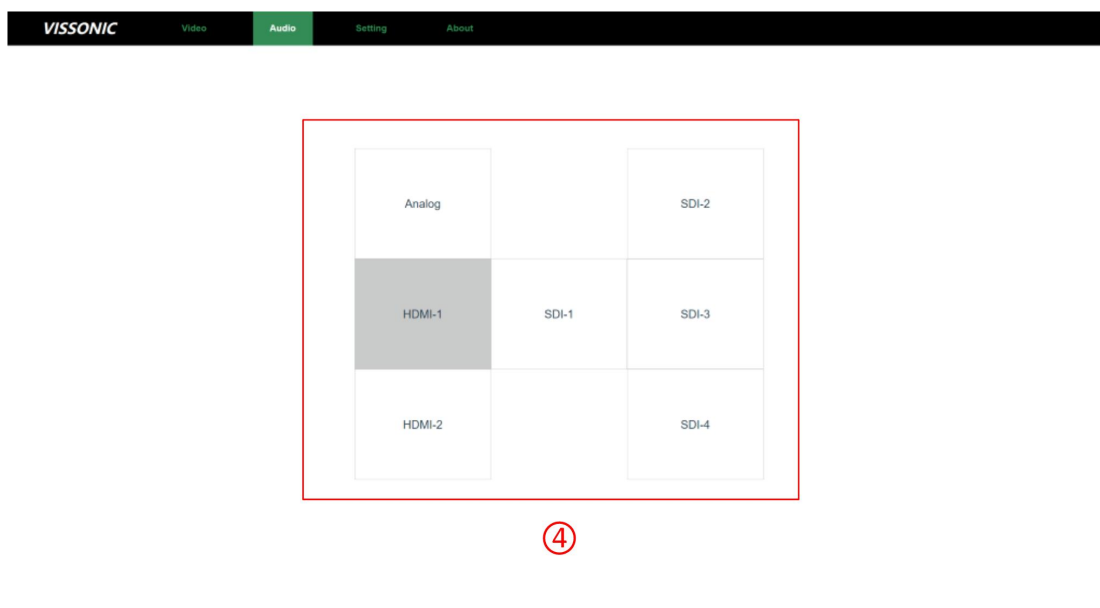 VISSONIC Video Audio Setting About
Analog SDI-2
HDMI-1 SDI-1 SDI-3
HDMI-2 SDI-4
④